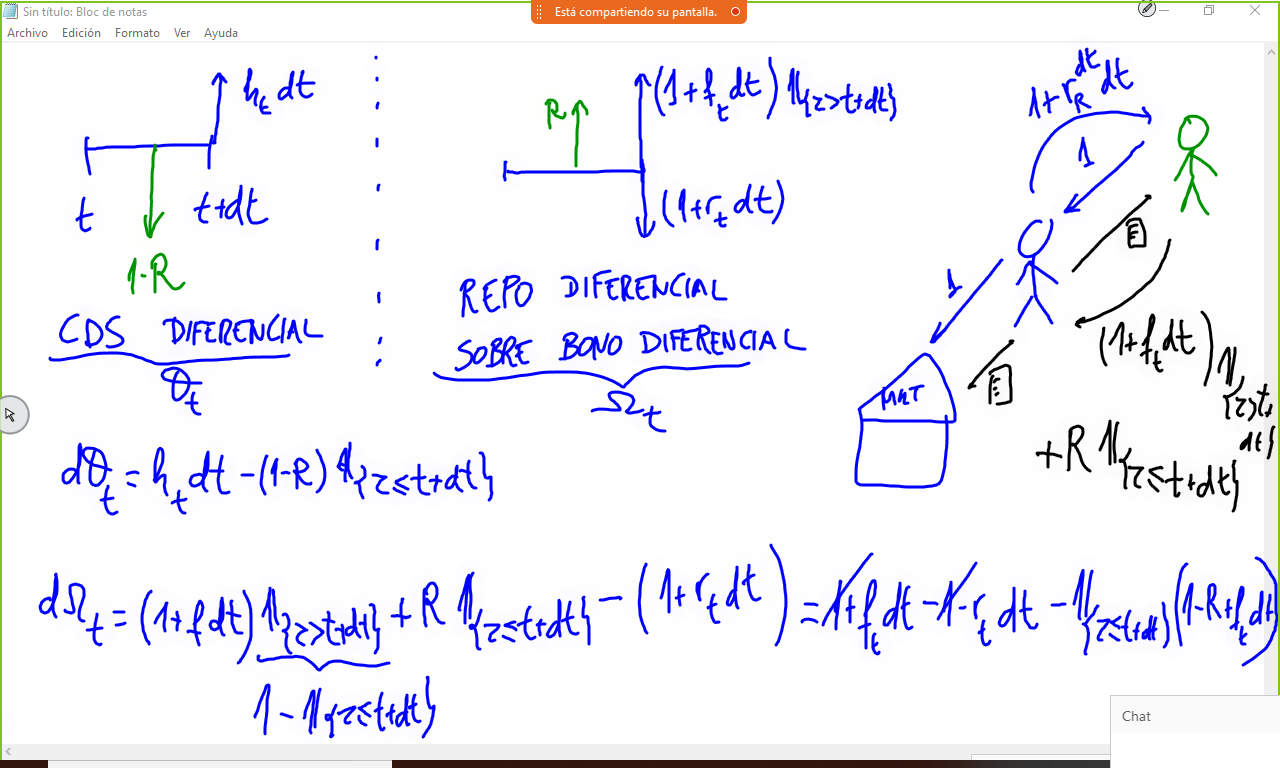 Sin título: Bloc de notas
Está compartiendo su pantalla.
Archivo Edición Formato Ver Ayuda
h_t dt
t
t+dt
1-R
CDS DIFERENCIAL
θ_t
R
(1+f_t dt) 𝟙_{τ>t+dt}
(1+r_t dt)
REPO DIFERENCIAL
SOBRE BONO DIFERENCIAL
Ω_t
1+r_R^{dt} dt
1
1
MKT
(1+f_t dt) 𝟙_{τ>t+dt}
+R 𝟙_{τ≤t+dt}
dθ_t = h_t dt -(1-R) 𝟙_{τ≤t+dt}
dΩ_t = (1+f dt) 𝟙_{τ>t+dt} + R 𝟙_{τ≤t+dt} - (1+r_t dt) = 1+f_t dt -1-r_t dt - 𝟙_{τ≤t+dt} (1-R+f_t dt)
1 - 𝟙_{τ≤t+dt}
Chat